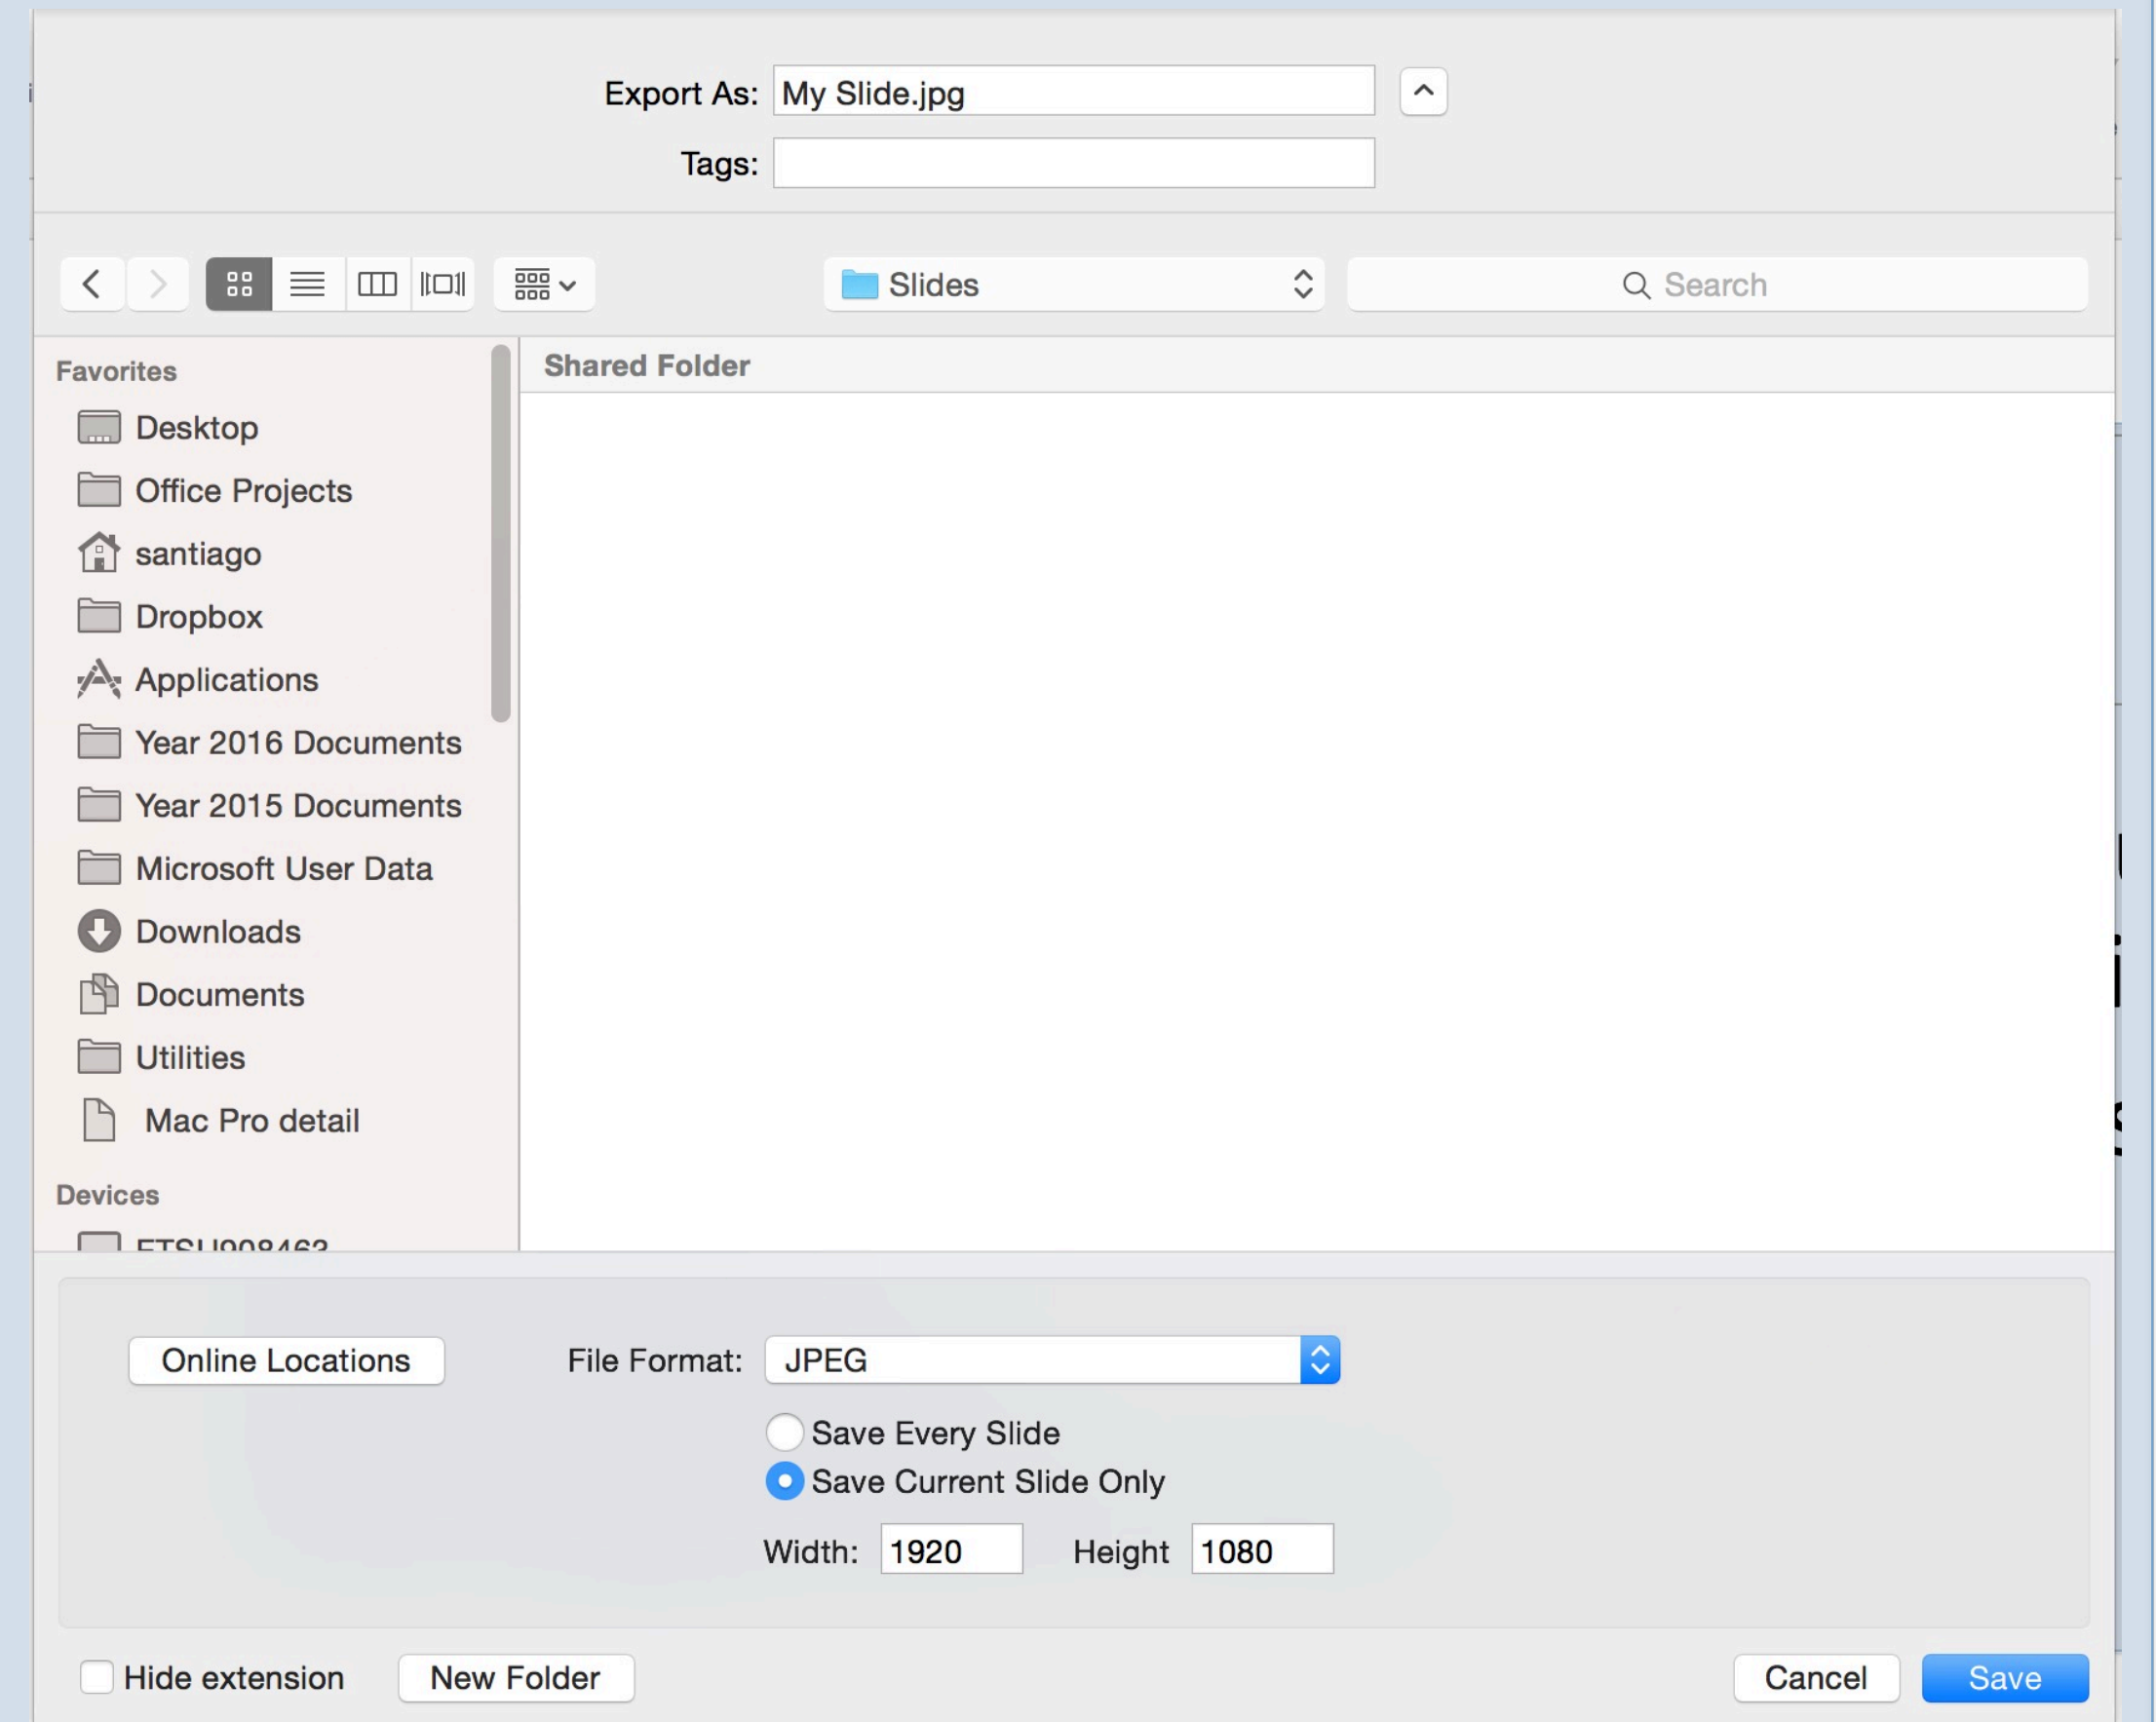 Export As: My Slide.jpg
Tags:
Slides
Search
Favorites
Desktop
Office Projects
santiago
Dropbox
Applications
Year 2016 Documents
Year 2015 Documents
Microsoft User Data
Downloads
Documents
Utilities
Mac Pro detail
Devices
Shared Folder
Online Locations
File Format: JPEG
Save Every Slide
Save Current Slide Only
Width: 1920 Height 1080
Hide extension New Folder Cancel Save